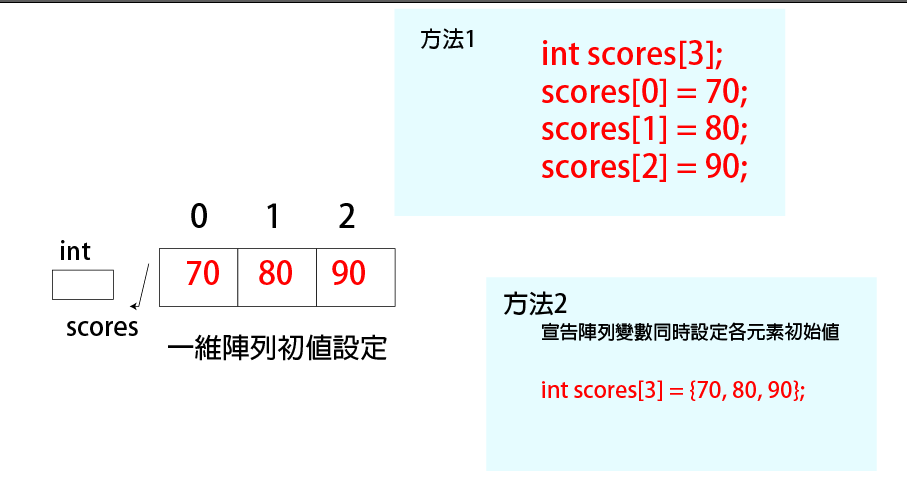 方法1
int scores[3];
scores[0] = 70;
scores[1] = 80;
scores[2] = 90;
0 1 2
int
70 80 90
scores
一維陣列初值設定
方法2
宣告陣列變數同時設定各元素初始值
int scores[3] = {70, 80, 90};